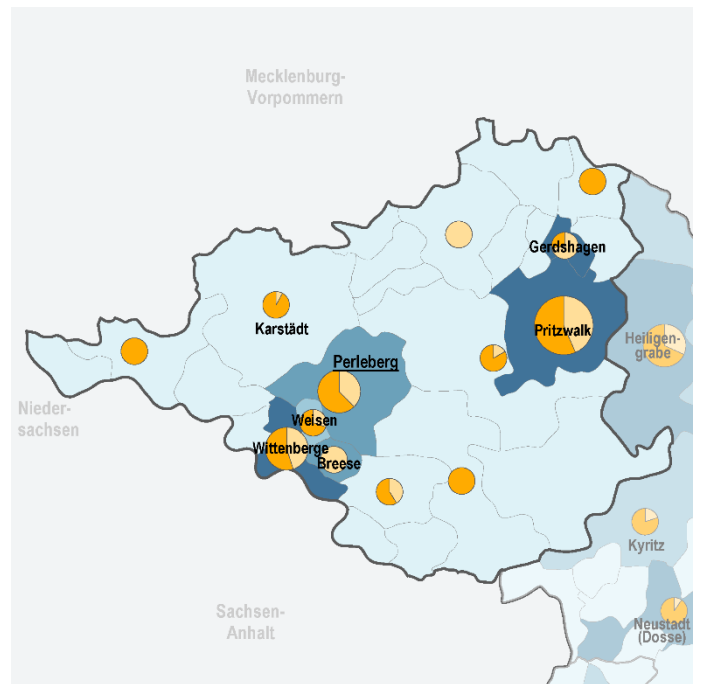 Mecklenburg-
Vorpommern
Gerdshagen
Karstädt
Pritzwalk
Heiligen-
grabe
Perleberg
Nieder-
sachsen
Weisen
Wittenberge
Breese
Kyritz
Sachsen-
Anhalt
Neustadt
(Dosse)